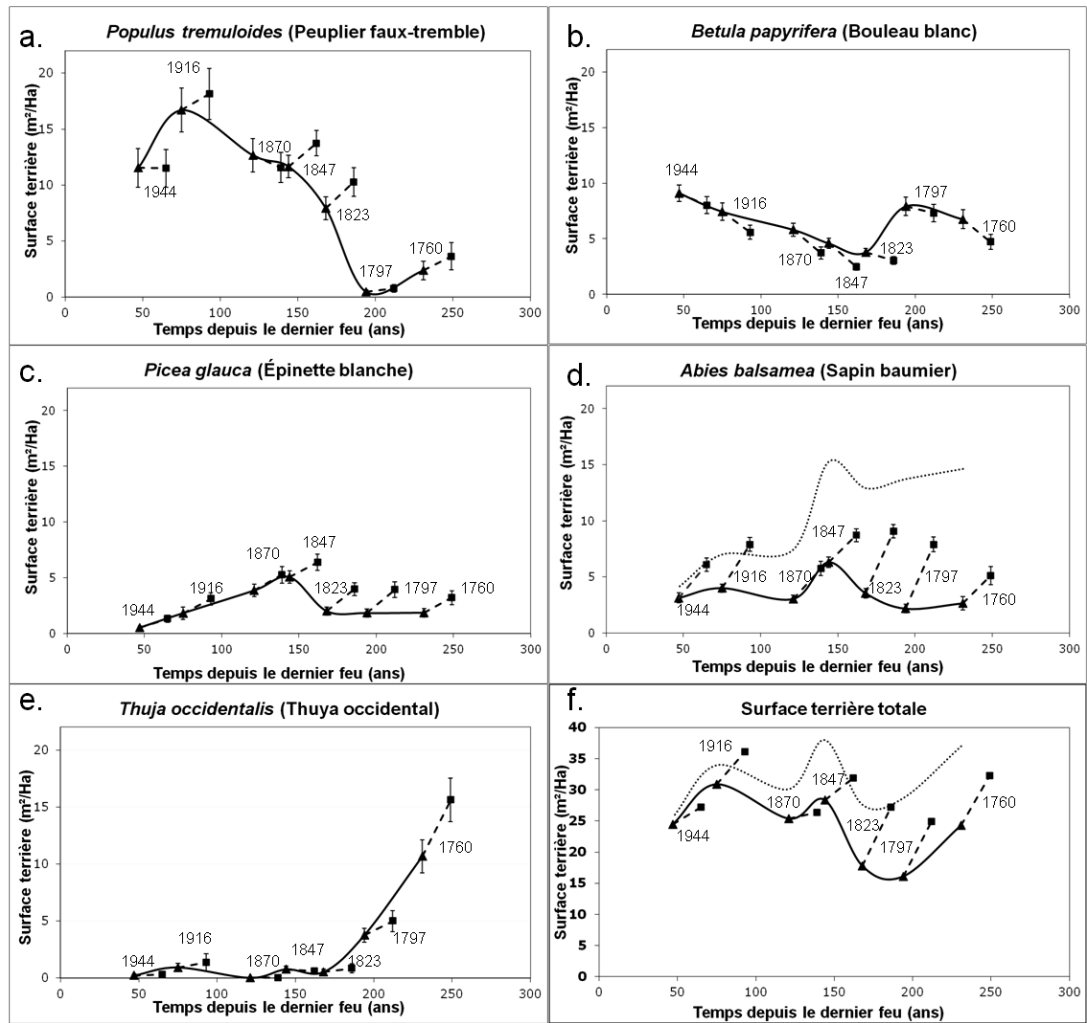 a.
Populus tremuloides (Peuplier faux-tremble)
Surface terrière (m²/Ha)
20
15
10
5
0
1916
1944
1870
1847
1823
1797
1760
0 50 100 150 200 250 300
Temps depuis le dernier feu (ans)
b.
Betula papyrifera (Bouleau blanc)
Surface terrière (m²/Ha)
20
15
10
5
0
1944
1916
1870
1847
1823
1797
1760
0 50 100 150 200 250 300
Temps depuis le dernier feu (ans)
c.
Picea glauca (Épinette blanche)
Surface terrière (m²/Ha)
20
15
10
5
0
1944
1916
1870
1847
1823
1797
1760
0 50 100 150 200 250 300
Temps depuis le dernier feu (ans)
d.
Abies balsamea (Sapin baumier)
Surface terrière (m²/Ha)
20
15
10
5
0
1944
1916
1870
1847
1823
1797
1760
0 50 100 150 200 250 300
Temps depuis le dernier feu (ans)
e.
Thuja occidentalis (Thuya occidental)
Surface terrière (m²/Ha)
20
15
10
5
0
1944
1916
1870
1847
1823
1797
1760
0 50 100 150 200 250 300
Temps depuis le dernier feu (ans)
f.
Surface terrière totale
Surface terrière (m²/Ha)
40
35
30
25
20
15
10
5
0
1944
1916
1870
1847
1823
1797
1760
0 50 100 150 200 250 300
Temps depuis le dernier feu (ans)